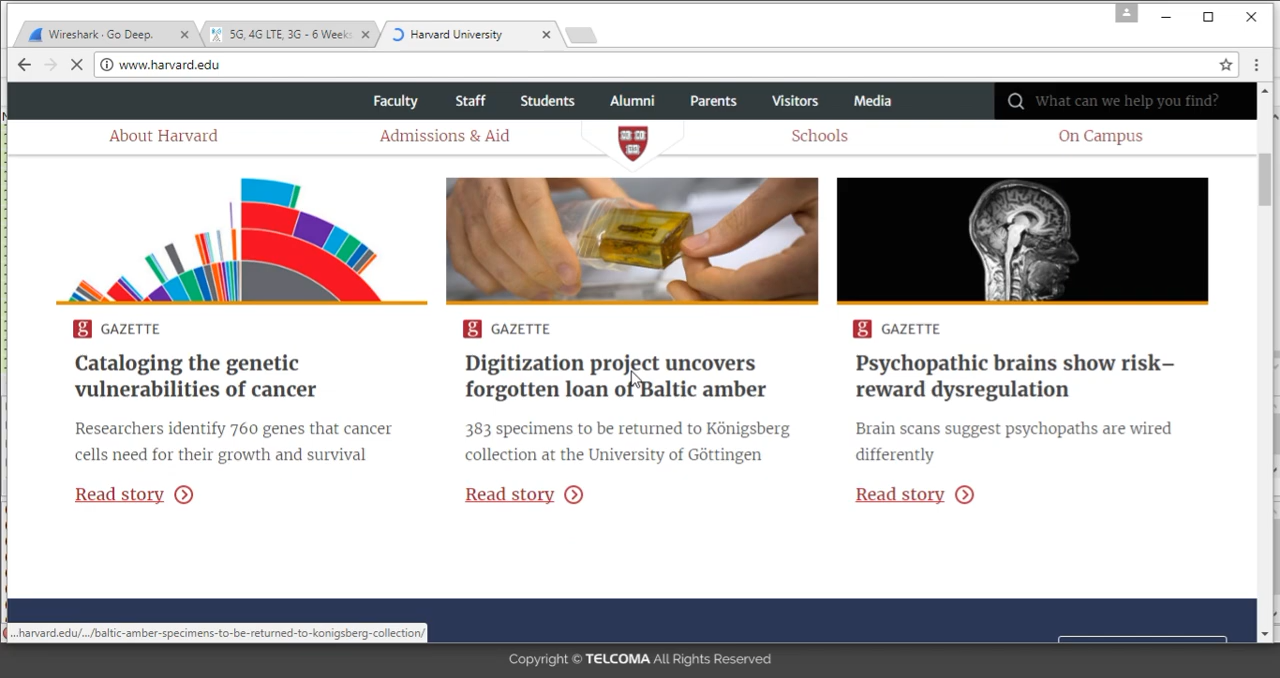 Wireshark · Go Deep.
5G, 4G LTE, 3G - 6 Weeks
Harvard University
www.harvard.edu
Faculty
Staff
Students
Alumni
Parents
Visitors
Media
What can we help you find?
About Harvard
Admissions & Aid
Schools
On Campus
g GAZETTE
Cataloging the genetic
vulnerabilities of cancer
Researchers identify 760 genes that cancer
cells need for their growth and survival
Read story
g GAZETTE
Digitization project uncovers
forgotten loan of Baltic amber
383 specimens to be returned to Königsberg
collection at the University of Göttingen
Read story
g GAZETTE
Psychopathic brains show risk–
reward dysregulation
Brain scans suggest psychopaths are wired
differently
Read story
...harvard.edu/.../baltic-amber-specimens-to-be-returned-to-konigsberg-collection/
Copyright © TELCOMA All Rights Reserved